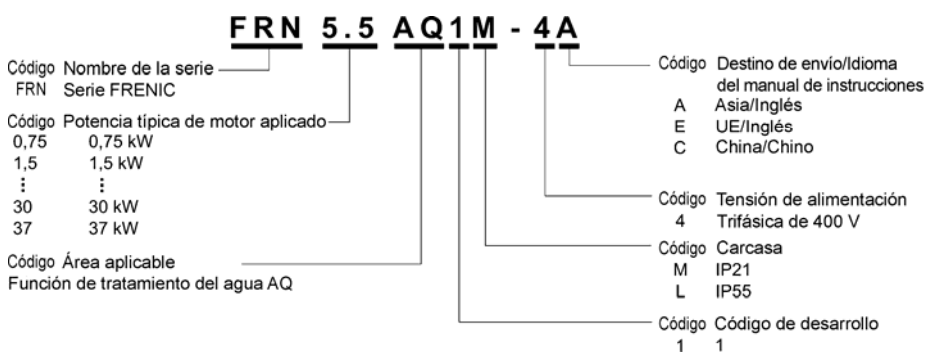 FRN 5.5 AQ1M - 4A
Código Nombre de la serie
FRN Serie FRENIC
Código Potencia típica de motor aplicado
0,75 0,75 kW
1,5 1,5 kW
⋮ ⋮
30 30 kW
37 37 kW
Código Área aplicable
Función de tratamiento del agua AQ
Código Destino de envío/Idioma
del manual de instrucciones
A Asia/Inglés
E UE/Inglés
C China/Chino
Código Tensión de alimentación
4 Trifásica de 400 V
Código Carcasa
M IP21
L IP55
Código Código de desarrollo
1 1